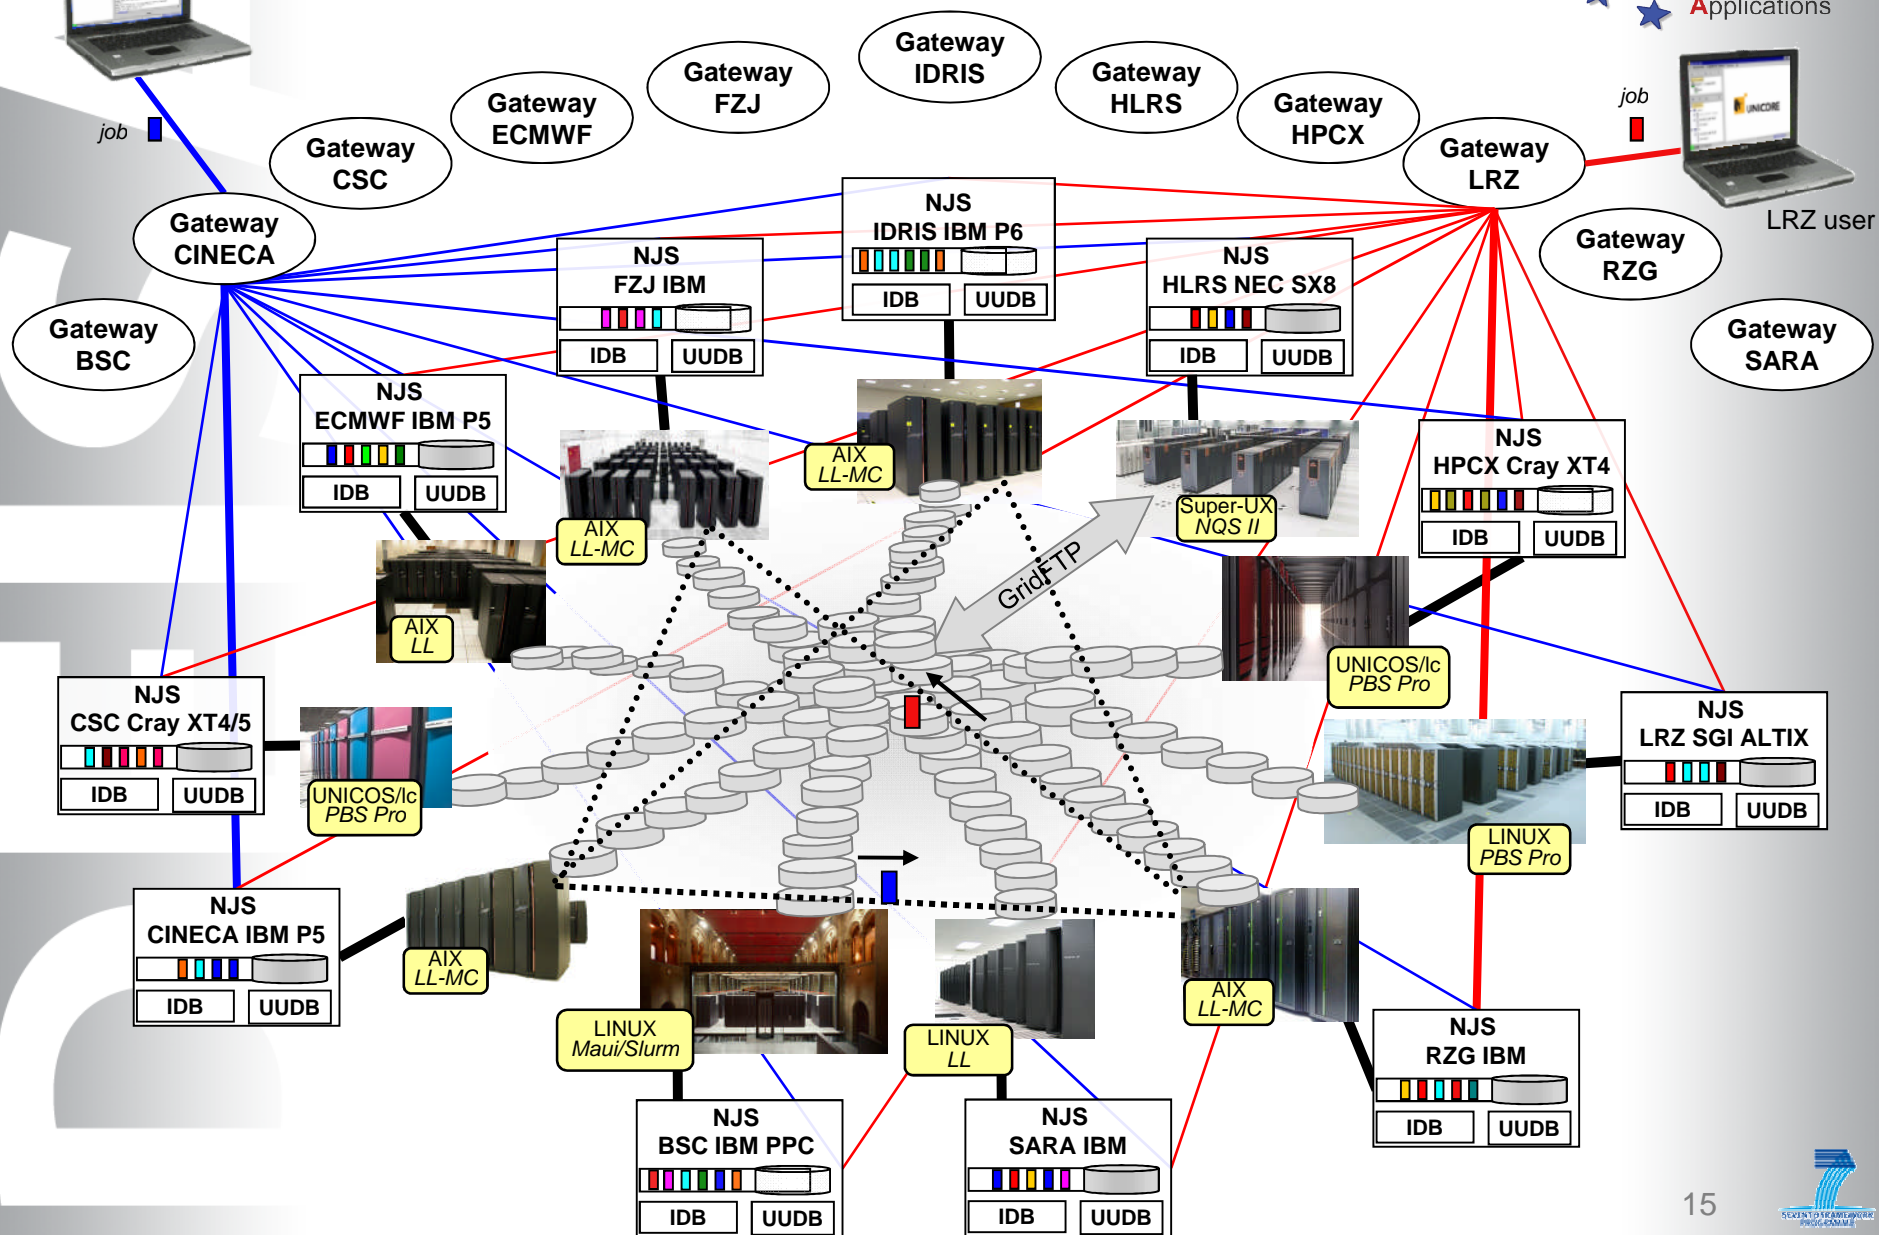 Applications
Gateway
IDRIS
Gateway
FZJ
Gateway
HLRS
Gateway
ECMWF
Gateway
HPCX
job
UNICORE
job
Gateway
CSC
Gateway
LRZ
LRZ user
Gateway
CINECA
NJS
IDRIS IBM P6
IDB
UUDB
Gateway
RZG
NJS
FZJ IBM
IDB
UUDB
NJS
HLRS NEC SX8
IDB
UUDB
Gateway
BSC
Gateway
SARA
NJS
ECMWF IBM P5
IDB
UUDB
NJS
HPCX Cray XT4
IDB
UUDB
AIX
LL-MC
Super-UX
NQS II
AIX
LL-MC
GridFTP
AIX
LL
UNICOS/lc
PBS Pro
NJS
CSC Cray XT4/5
IDB
UUDB
NJS
LRZ SGI ALTIX
IDB
UUDB
UNICOS/lc
PBS Pro
LINUX
PBS Pro
NJS
CINECA IBM P5
IDB
UUDB
AIX
LL-MC
AIX
LL-MC
LINUX
Maui/Slurm
LINUX
LL
NJS
RZG IBM
IDB
UUDB
NJS
BSC IBM PPC
IDB
UUDB
NJS
SARA IBM
IDB
UUDB
15
SEVENTH FRAMEWORK
PROGRAMME